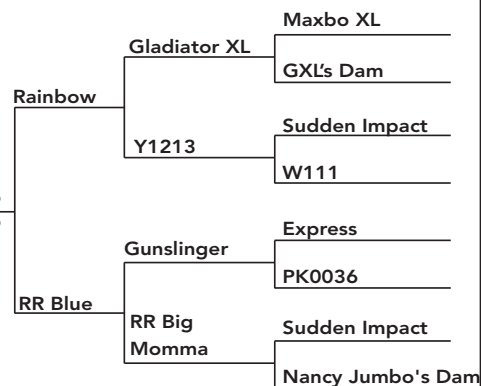 Maxbo XL
Gladiator XL
GXL's Dam
Rainbow
Sudden Impact
Y1213
W111
Express
Gunslinger
PK0036
RR Blue
RR Big
Momma
Sudden Impact
Nancy Jumbo's Dam